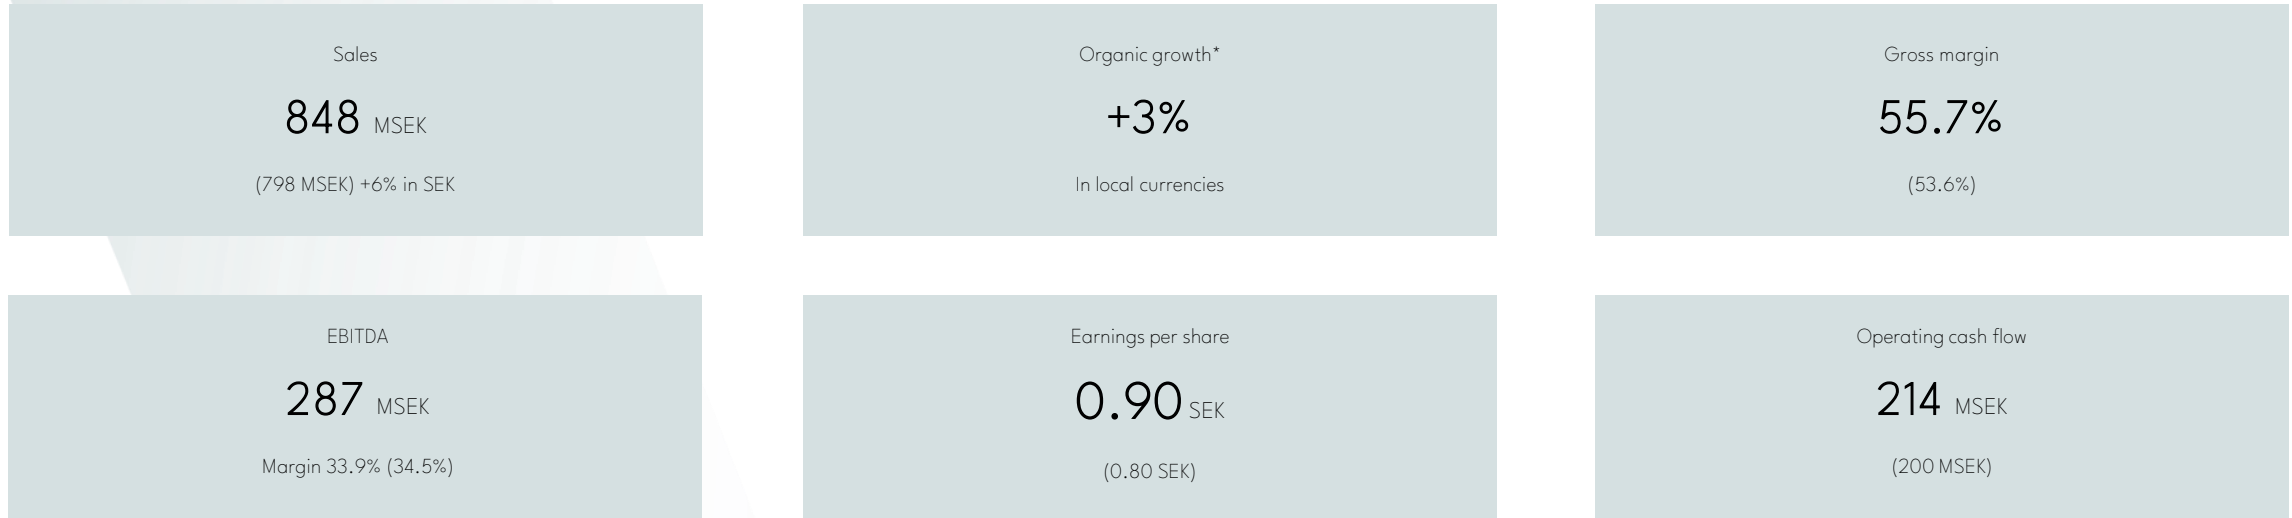 Sales
848 MSEK
(798 MSEK) +6% in SEK
Organic growth*
+3%
In local currencies
Gross margin
55.7%
(53.6%)
EBITDA
287 MSEK
Margin 33.9% (34.5%)
Earnings per share
0.90 SEK
(0.80 SEK)
Operating cash flow
214 MSEK
(200 MSEK)